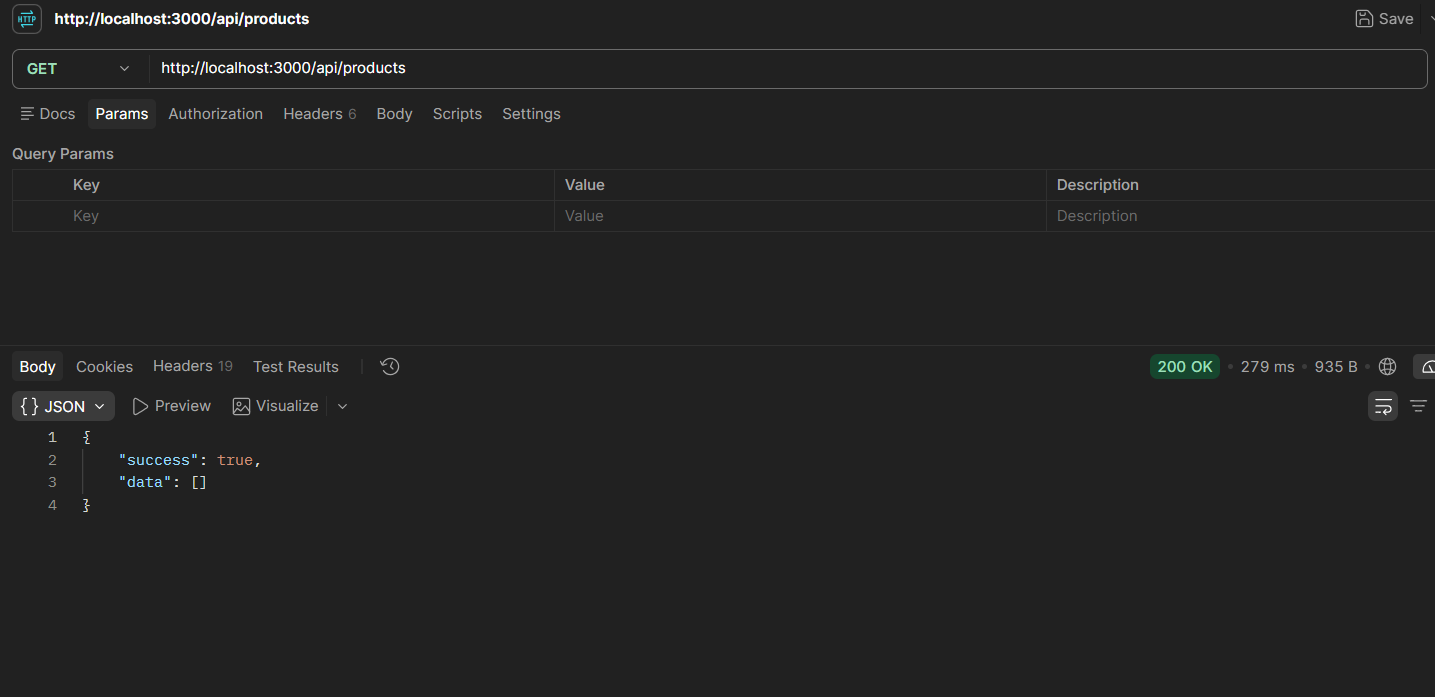 HTTP http://localhost:3000/api/products Save
GET http://localhost:3000/api/products
Docs Params Authorization Headers 6 Body Scripts Settings
Query Params
Key Value Description
Key Value Description
Body Cookies Headers 19 Test Results 200 OK • 279 ms • 935 B •
{} JSON Preview Visualize
1 {
2 "success": true,
3 "data": []
4 }